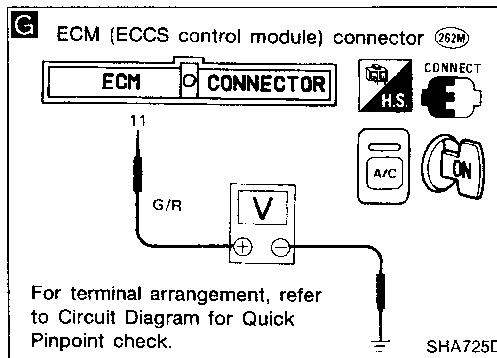 G
ECM (ECCS control module) connector 262M
ECM CONNECTOR
H.S.
CONNECT
11
A/C
ON
G/R
V
+ −
For terminal arrangement, refer
to Circuit Diagram for Quick
Pinpoint check.
SHA725D